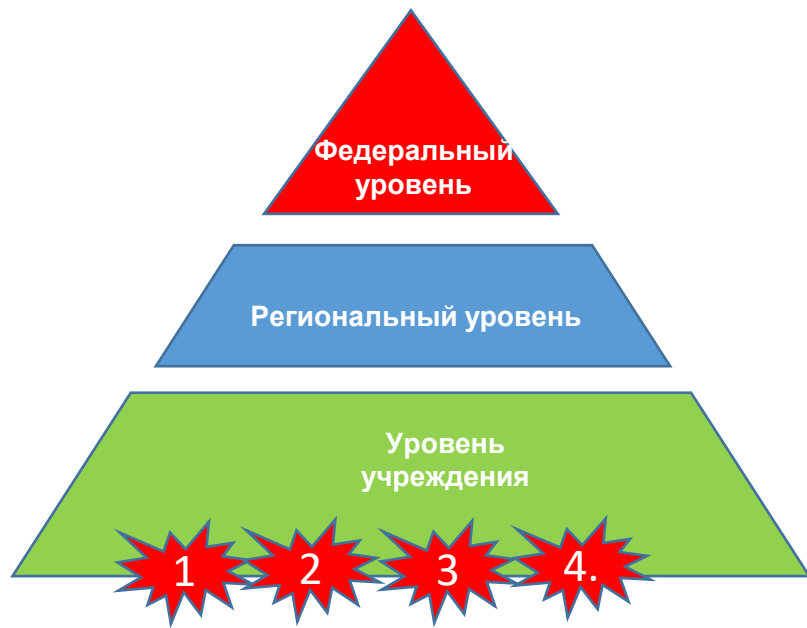 Федеральный
уровень
Региональный уровень
Уровень
учреждения
1 2 3 4.